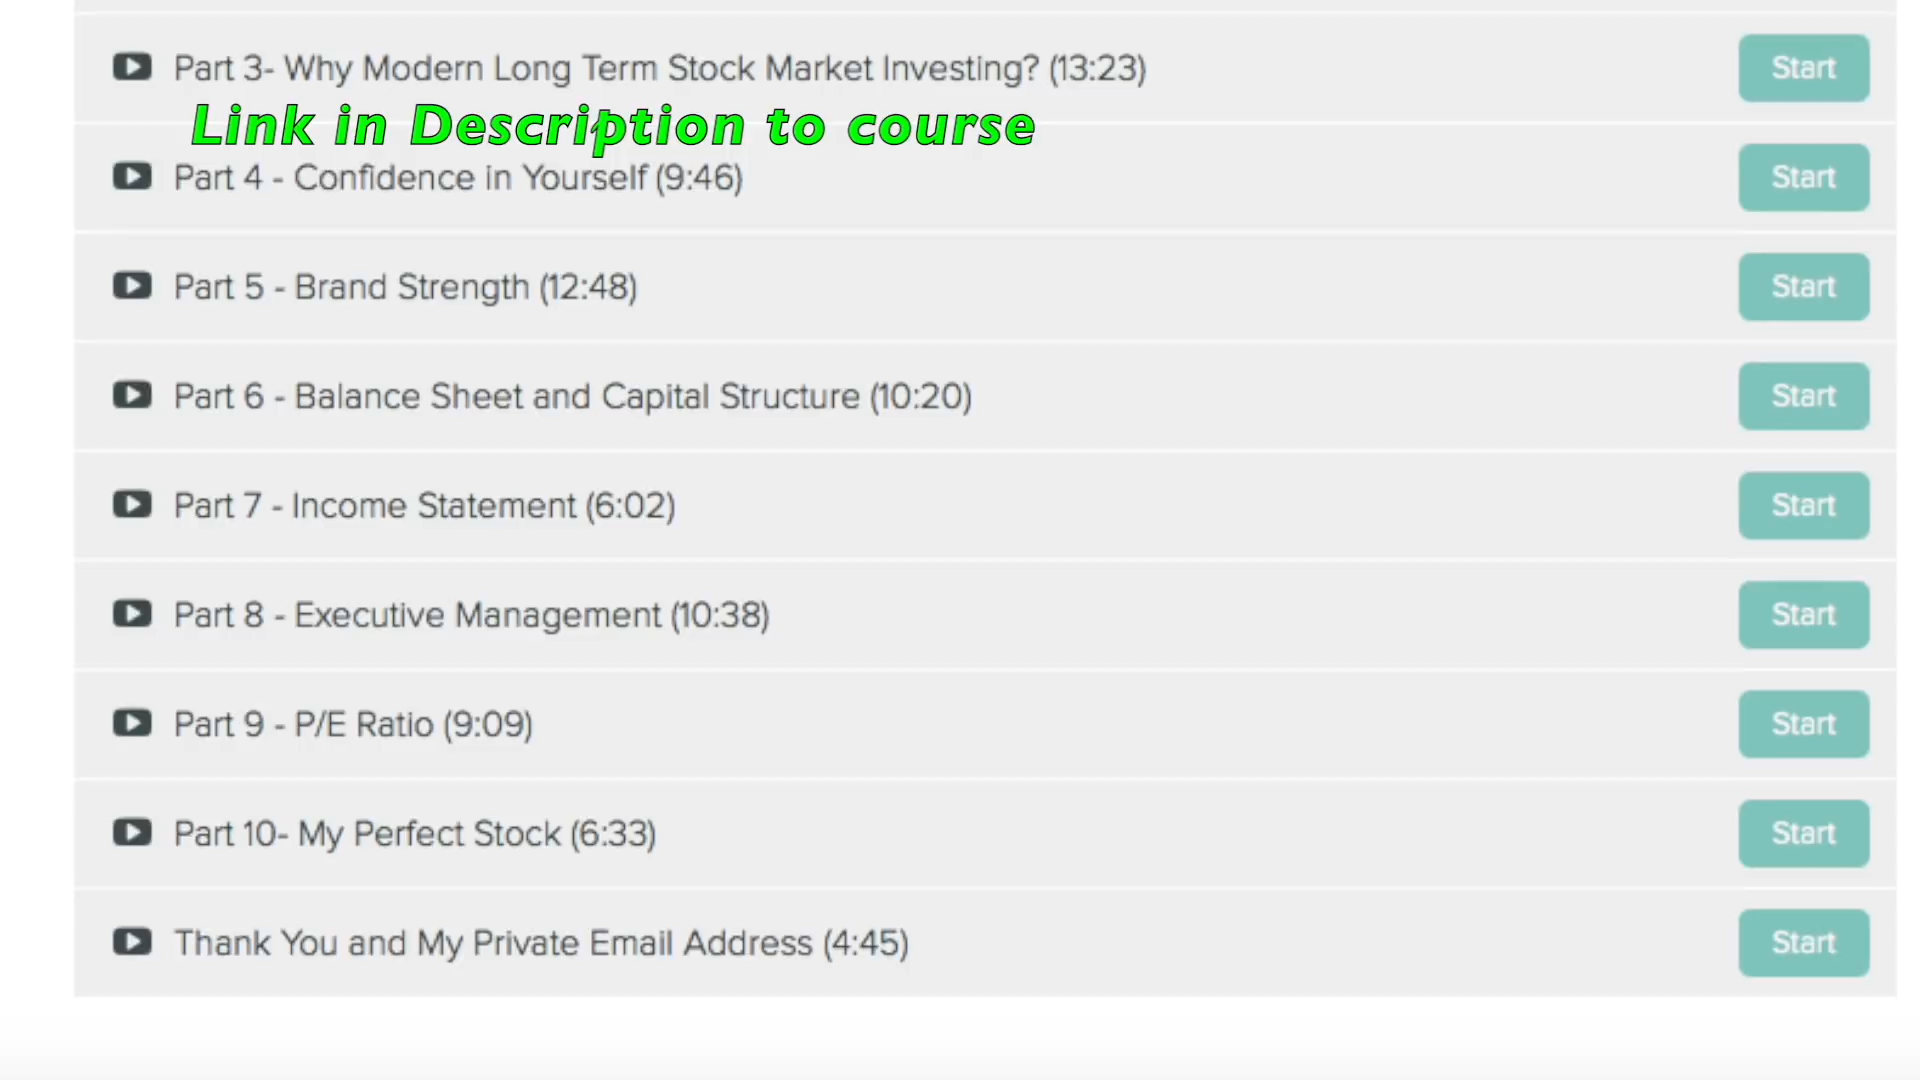 Part 3- Why Modern Long Term Stock Market Investing? (13:23) Start
Link in Description to course
Part 4 - Confidence in Yourself (9:46) Start
Part 5 - Brand Strength (12:48) Start
Part 6 - Balance Sheet and Capital Structure (10:20) Start
Part 7 - Income Statement (6:02) Start
Part 8 - Executive Management (10:38) Start
Part 9 - P/E Ratio (9:09) Start
Part 10- My Perfect Stock (6:33) Start
Thank You and My Private Email Address (4:45) Start